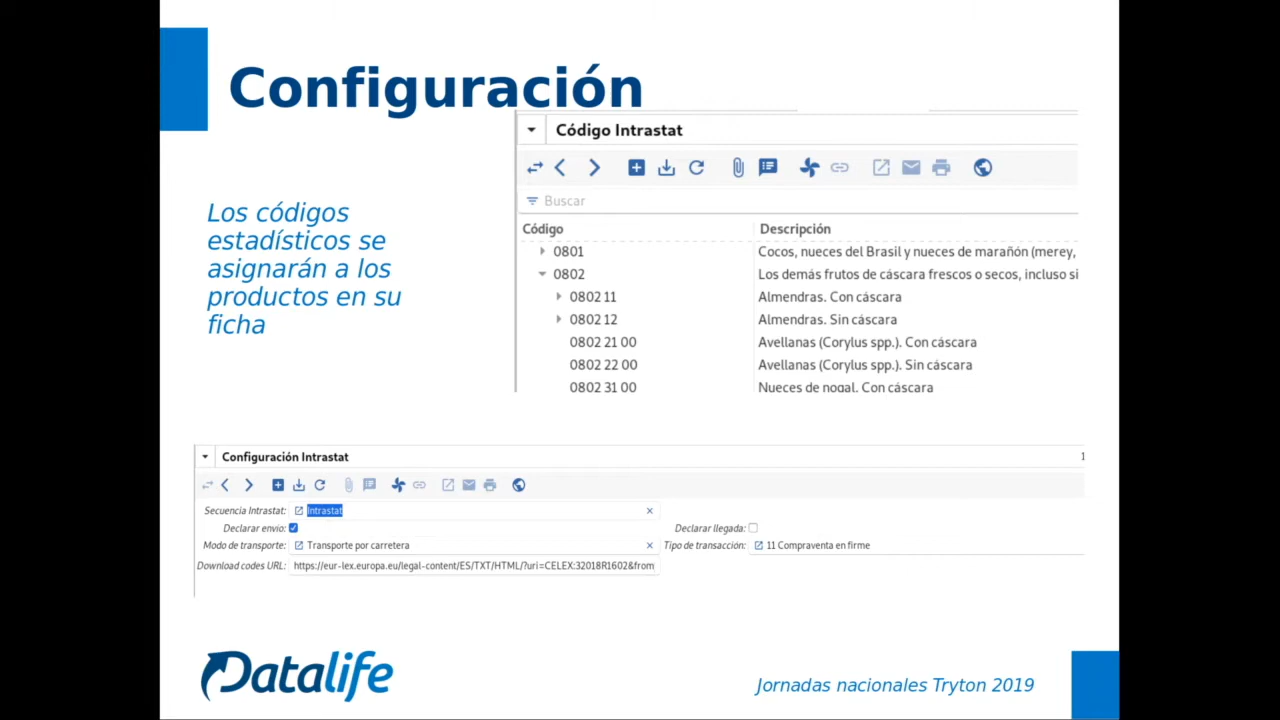 Configuración
Los códigos
estadísticos se
asignarán a los
productos en su
ficha
Código Intrastat
Buscar
Código Descripción
0801 Cocos, nueces del Brasil y nueces de marañón (merey,
0802 Los demás frutos de cáscara frescos o secos, incluso si
0802 11 Almendras. Con cáscara
0802 12 Almendras. Sin cáscara
0802 21 00 Avellanas (Corylus spp.). Con cáscara
0802 22 00 Avellanas (Corylus spp.). Sin cáscara
0802 31 00 Nueces de nogal. Con cáscara
Configuración Intrastat 1
Secuencia Intrastat: Intrastat
Declarar envio: Declarar llegada:
Modo de transporte: Transporte por carretera Tipo de transacción: 11 Compraventa en firme
Download codes URL: https://eur-lex.europa.eu/legal-content/ES/TXT/HTML/?uri=CELEX:32018R1602&from
Datalife
Jornadas nacionales Tryton 2019